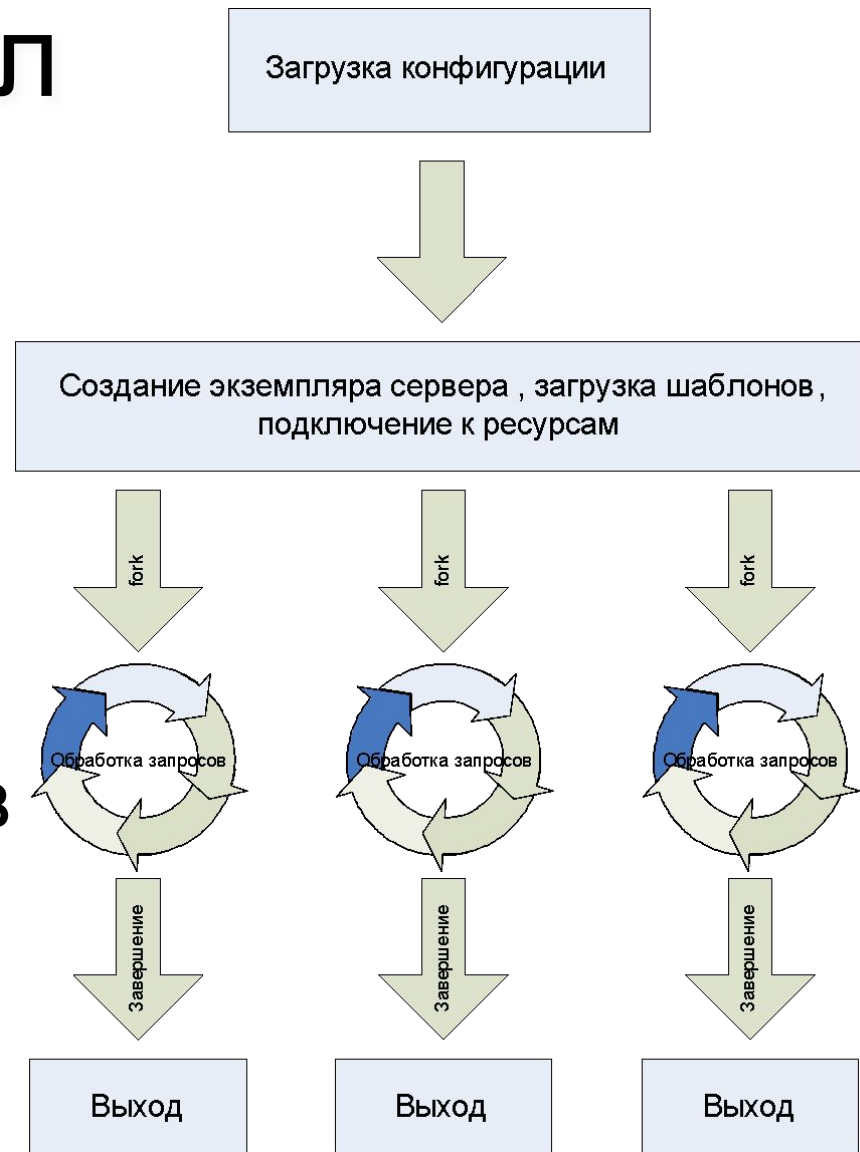 л
Загрузка конфигурации
Создание экземпляра сервера , загрузка шаблонов ,
подключение к ресурсам
fork
fork
fork
Обработка запросов
Обработка запросов
Обработка запросов
в
Завершение
Завершение
Завершение
Выход
Выход
Выход